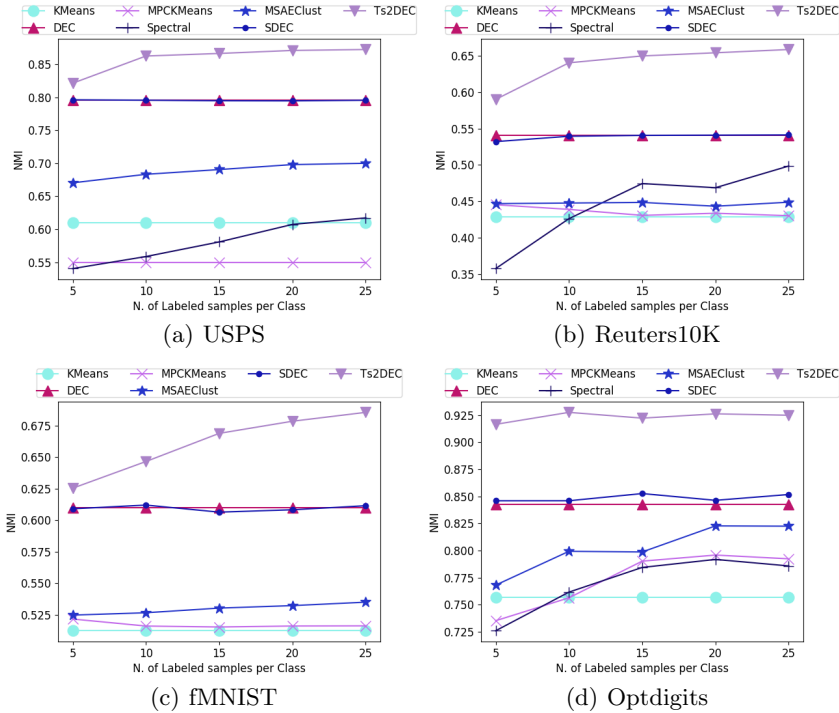 KMeans MPCKMeans MSAEClust Ts2DEC
DEC Spectral SDEC
NMI
0.85
0.80
0.75
0.70
0.65
0.60
0.55
5 10 15 20 25
N. of Labeled samples per Class
(a) USPS
KMeans MPCKMeans MSAEClust Ts2DEC
DEC Spectral SDEC
NMI
0.65
0.60
0.55
0.50
0.45
0.40
0.35
5 10 15 20 25
N. of Labeled samples per Class
(b) Reuters10K
KMeans MPCKMeans SDEC Ts2DEC
DEC MSAEClust
NMI
0.675
0.650
0.625
0.600
0.575
0.550
0.525
5 10 15 20 25
N. of Labeled samples per Class
(c) fMNIST
KMeans MPCKMeans MSAEClust Ts2DEC
DEC Spectral SDEC
NMI
0.925
0.900
0.875
0.850
0.825
0.800
0.775
0.750
0.725
5 10 15 20 25
N. of Labeled samples per Class
(d) Optdigits